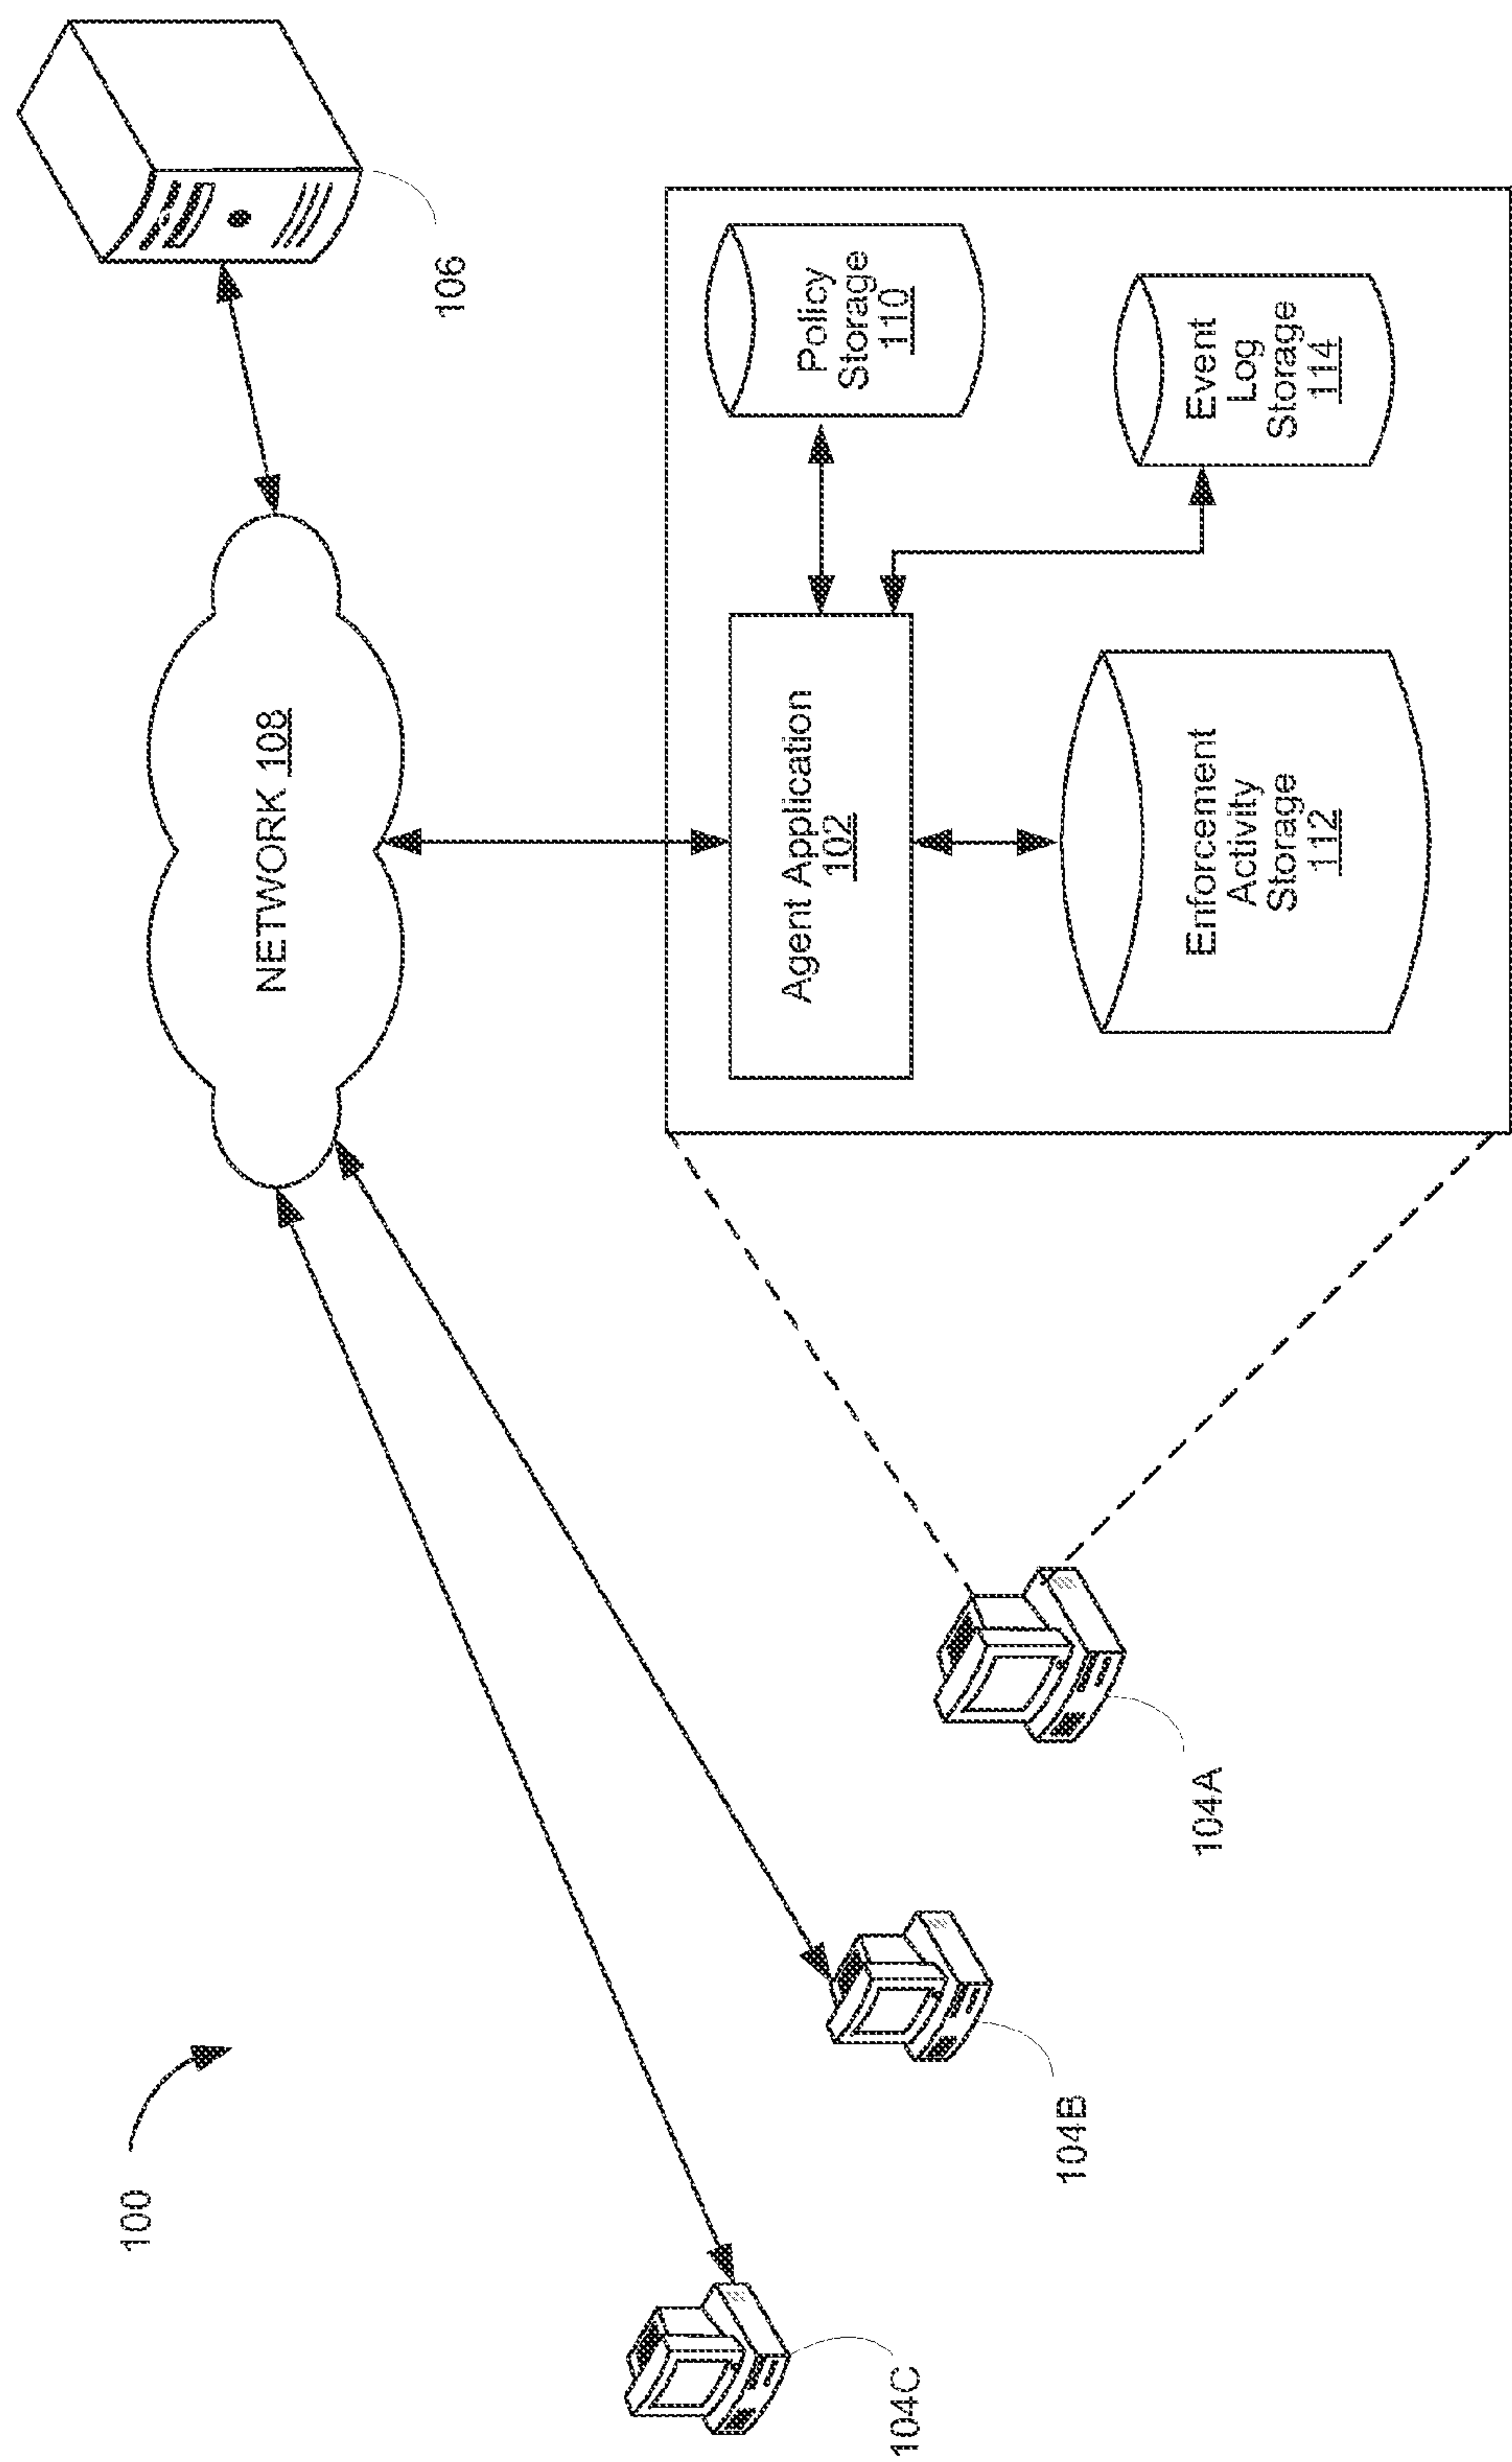 100
106
NETWORK 108
Agent Application
102
Policy
Storage
110
Enforcement
Activity
Storage
112
Event
Log
Storage
114
104C
104B
104A